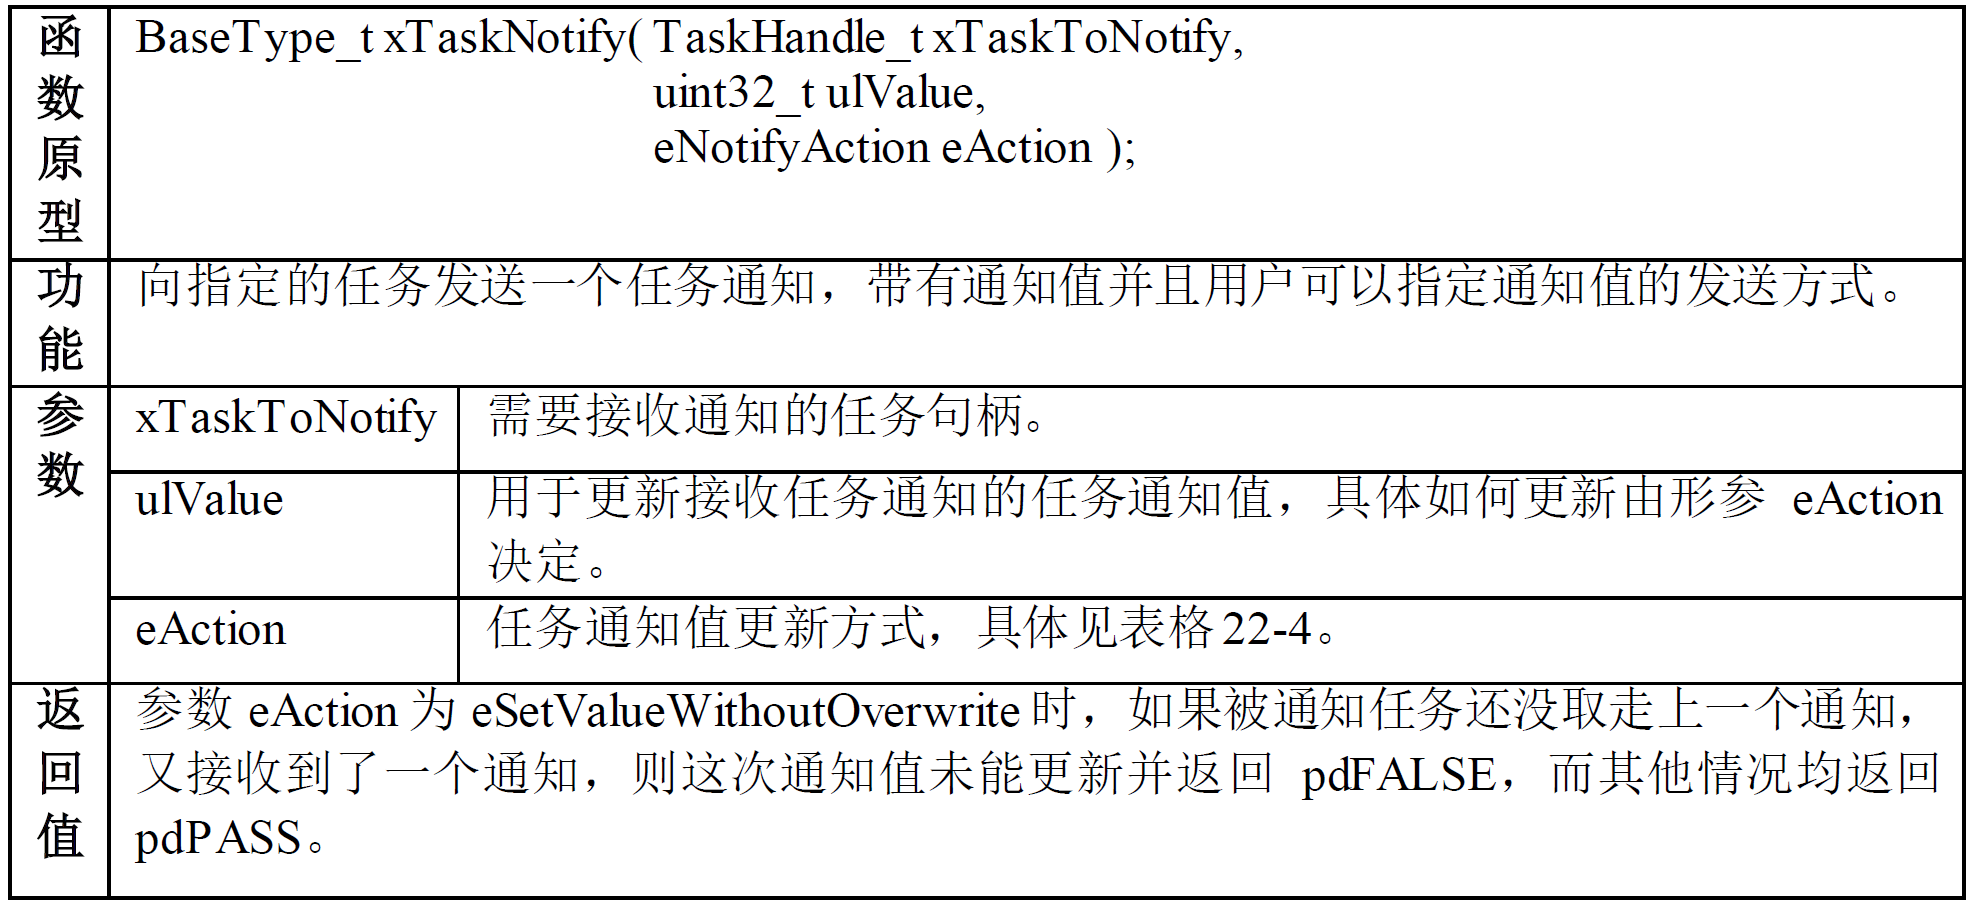 函数原型
BaseType_t xTaskNotify( TaskHandle_t xTaskToNotify,
uint32_t ulValue,
eNotifyAction eAction );
功能
向指定的任务发送一个任务通知，带有通知值并且用户可以指定通知值的发送方式。
参数
xTaskToNotify 需要接收通知的任务句柄。
ulValue 用于更新接收任务通知的任务通知值，具体如何更新由形参 eAction
决定。
eAction 任务通知值更新方式，具体见表格 22-4。
返回值
参数 eAction 为 eSetValueWithoutOverwrite 时，如果被通知任务还没取走上一个通知，
又接收到了一个通知，则这次通知值未能更新并返回 pdFALSE，而其他情况均返回
pdPASS。